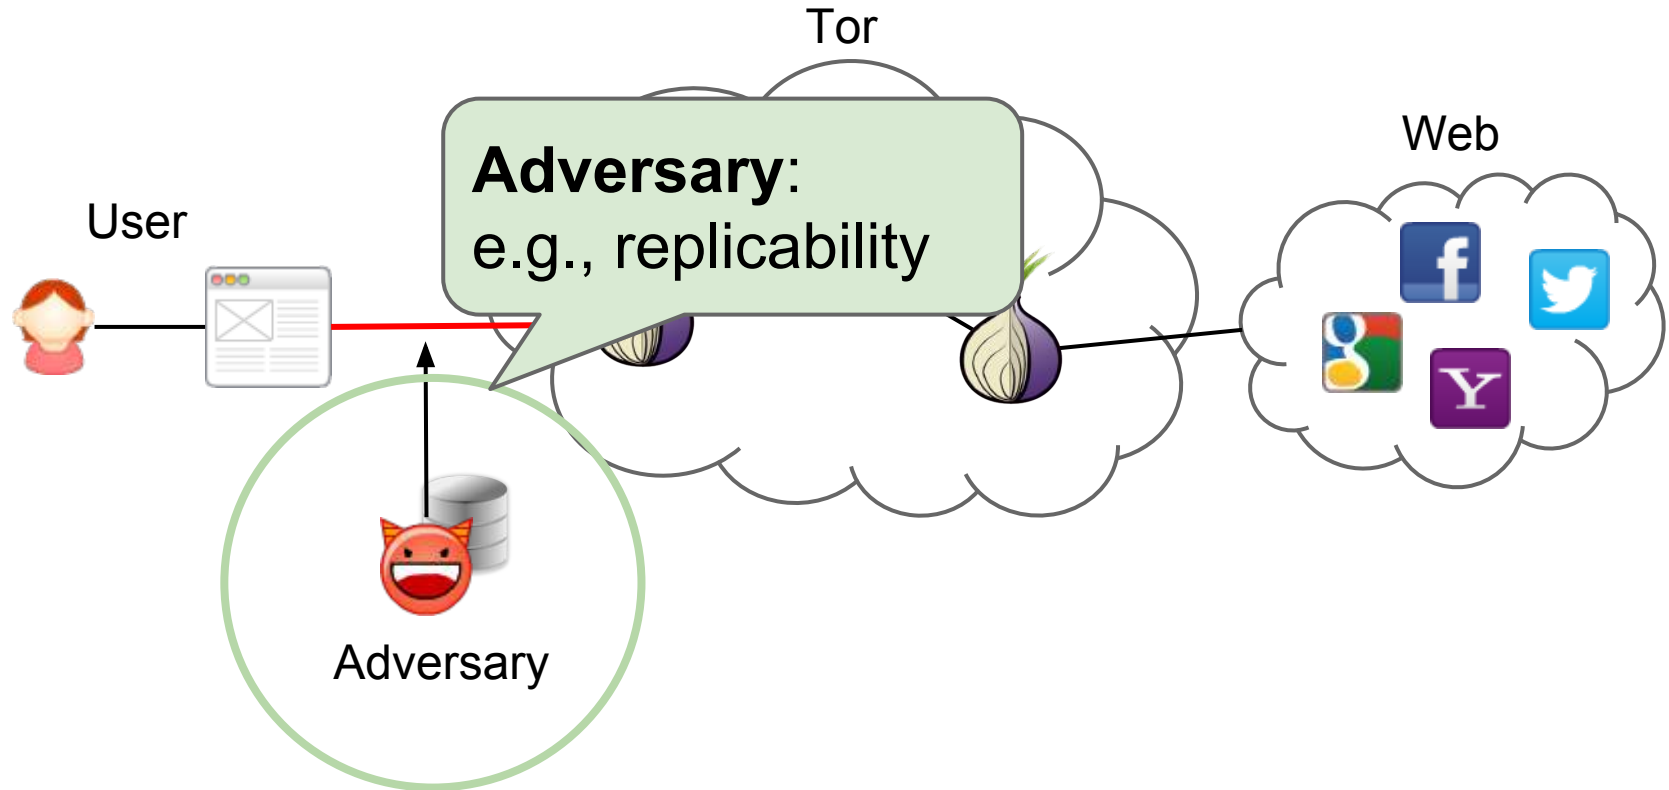 Tor
Web
User
Adversary:
e.g., replicability
f
g
Y
Adversary